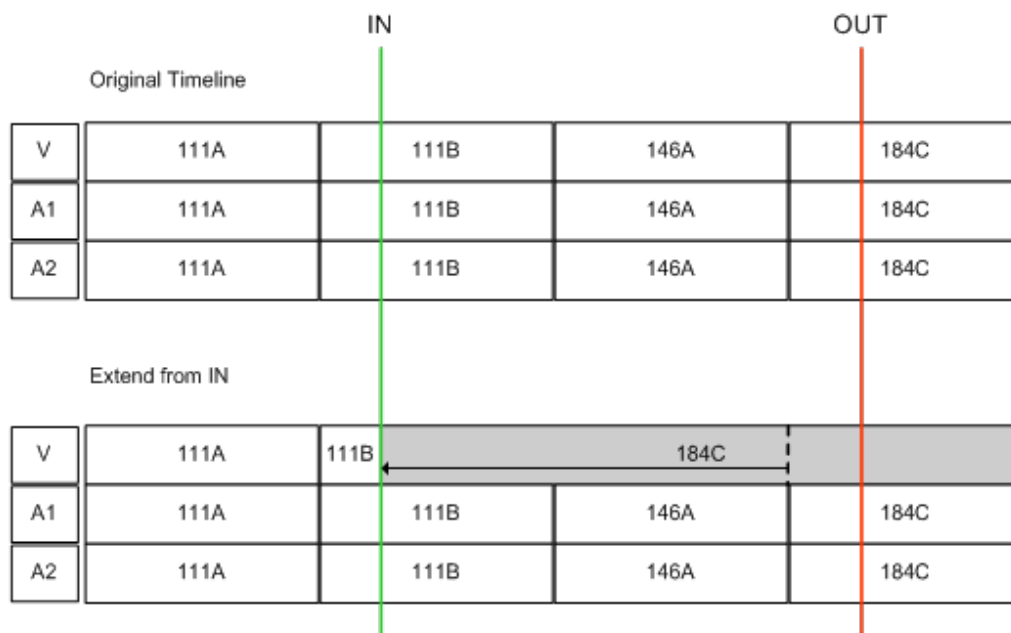 IN OUT
Original Timeline
V 111A 111B 146A 184C
A1 111A 111B 146A 184C
A2 111A 111B 146A 184C
Extend from IN
V 111A 111B 184C
A1 111A 111B 146A 184C
A2 111A 111B 146A 184C